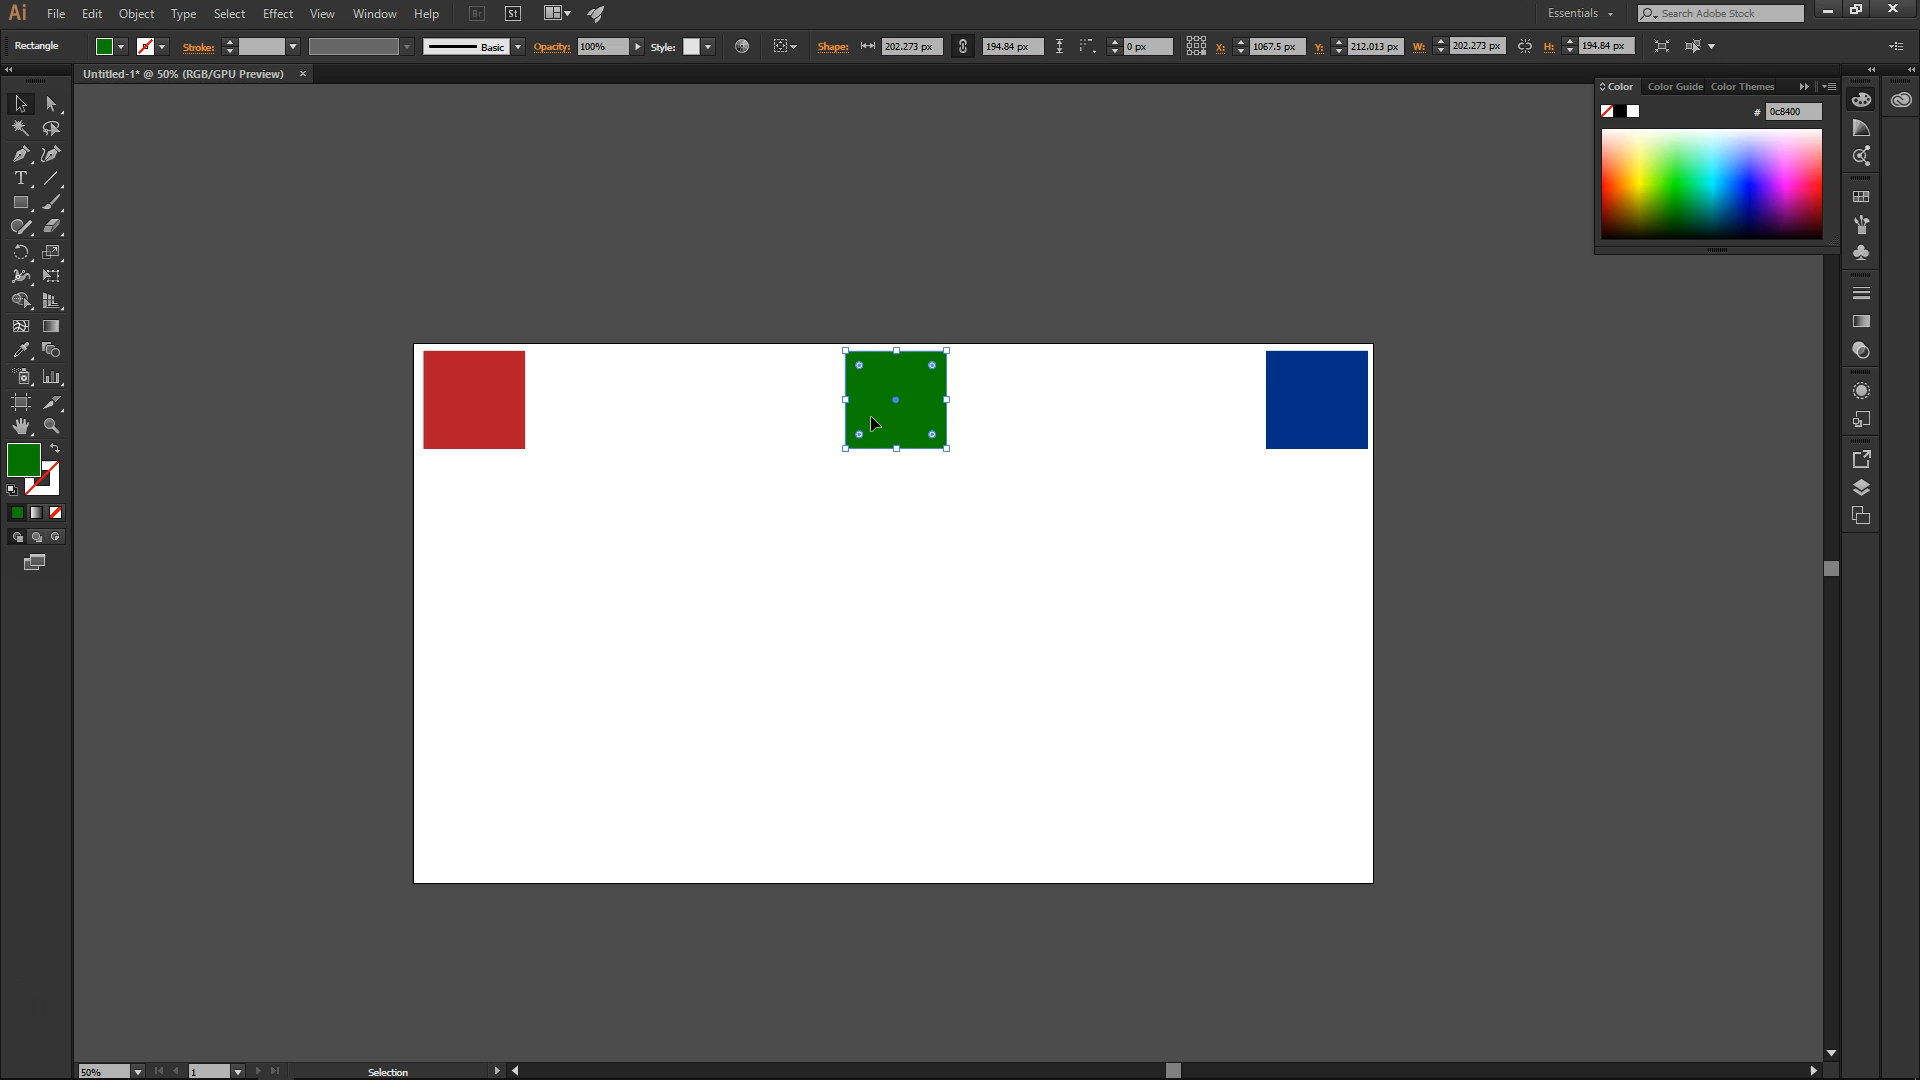 Ai File Edit Object Type Select Effect View Window Help Br St Essentials Search Adobe Stock
Rectangle Stroke: Basic Opacity: 100% Style: Shape: 202.273 px 194.84 px 0 px X: 1067.5 px Y: 212.013 px W: 202.273 px H: 194.84 px
Untitled-1* @ 50% (RGB/GPU Preview) ×
Color Color Guide Color Themes
# 0c8400
T
50% 1 Selection